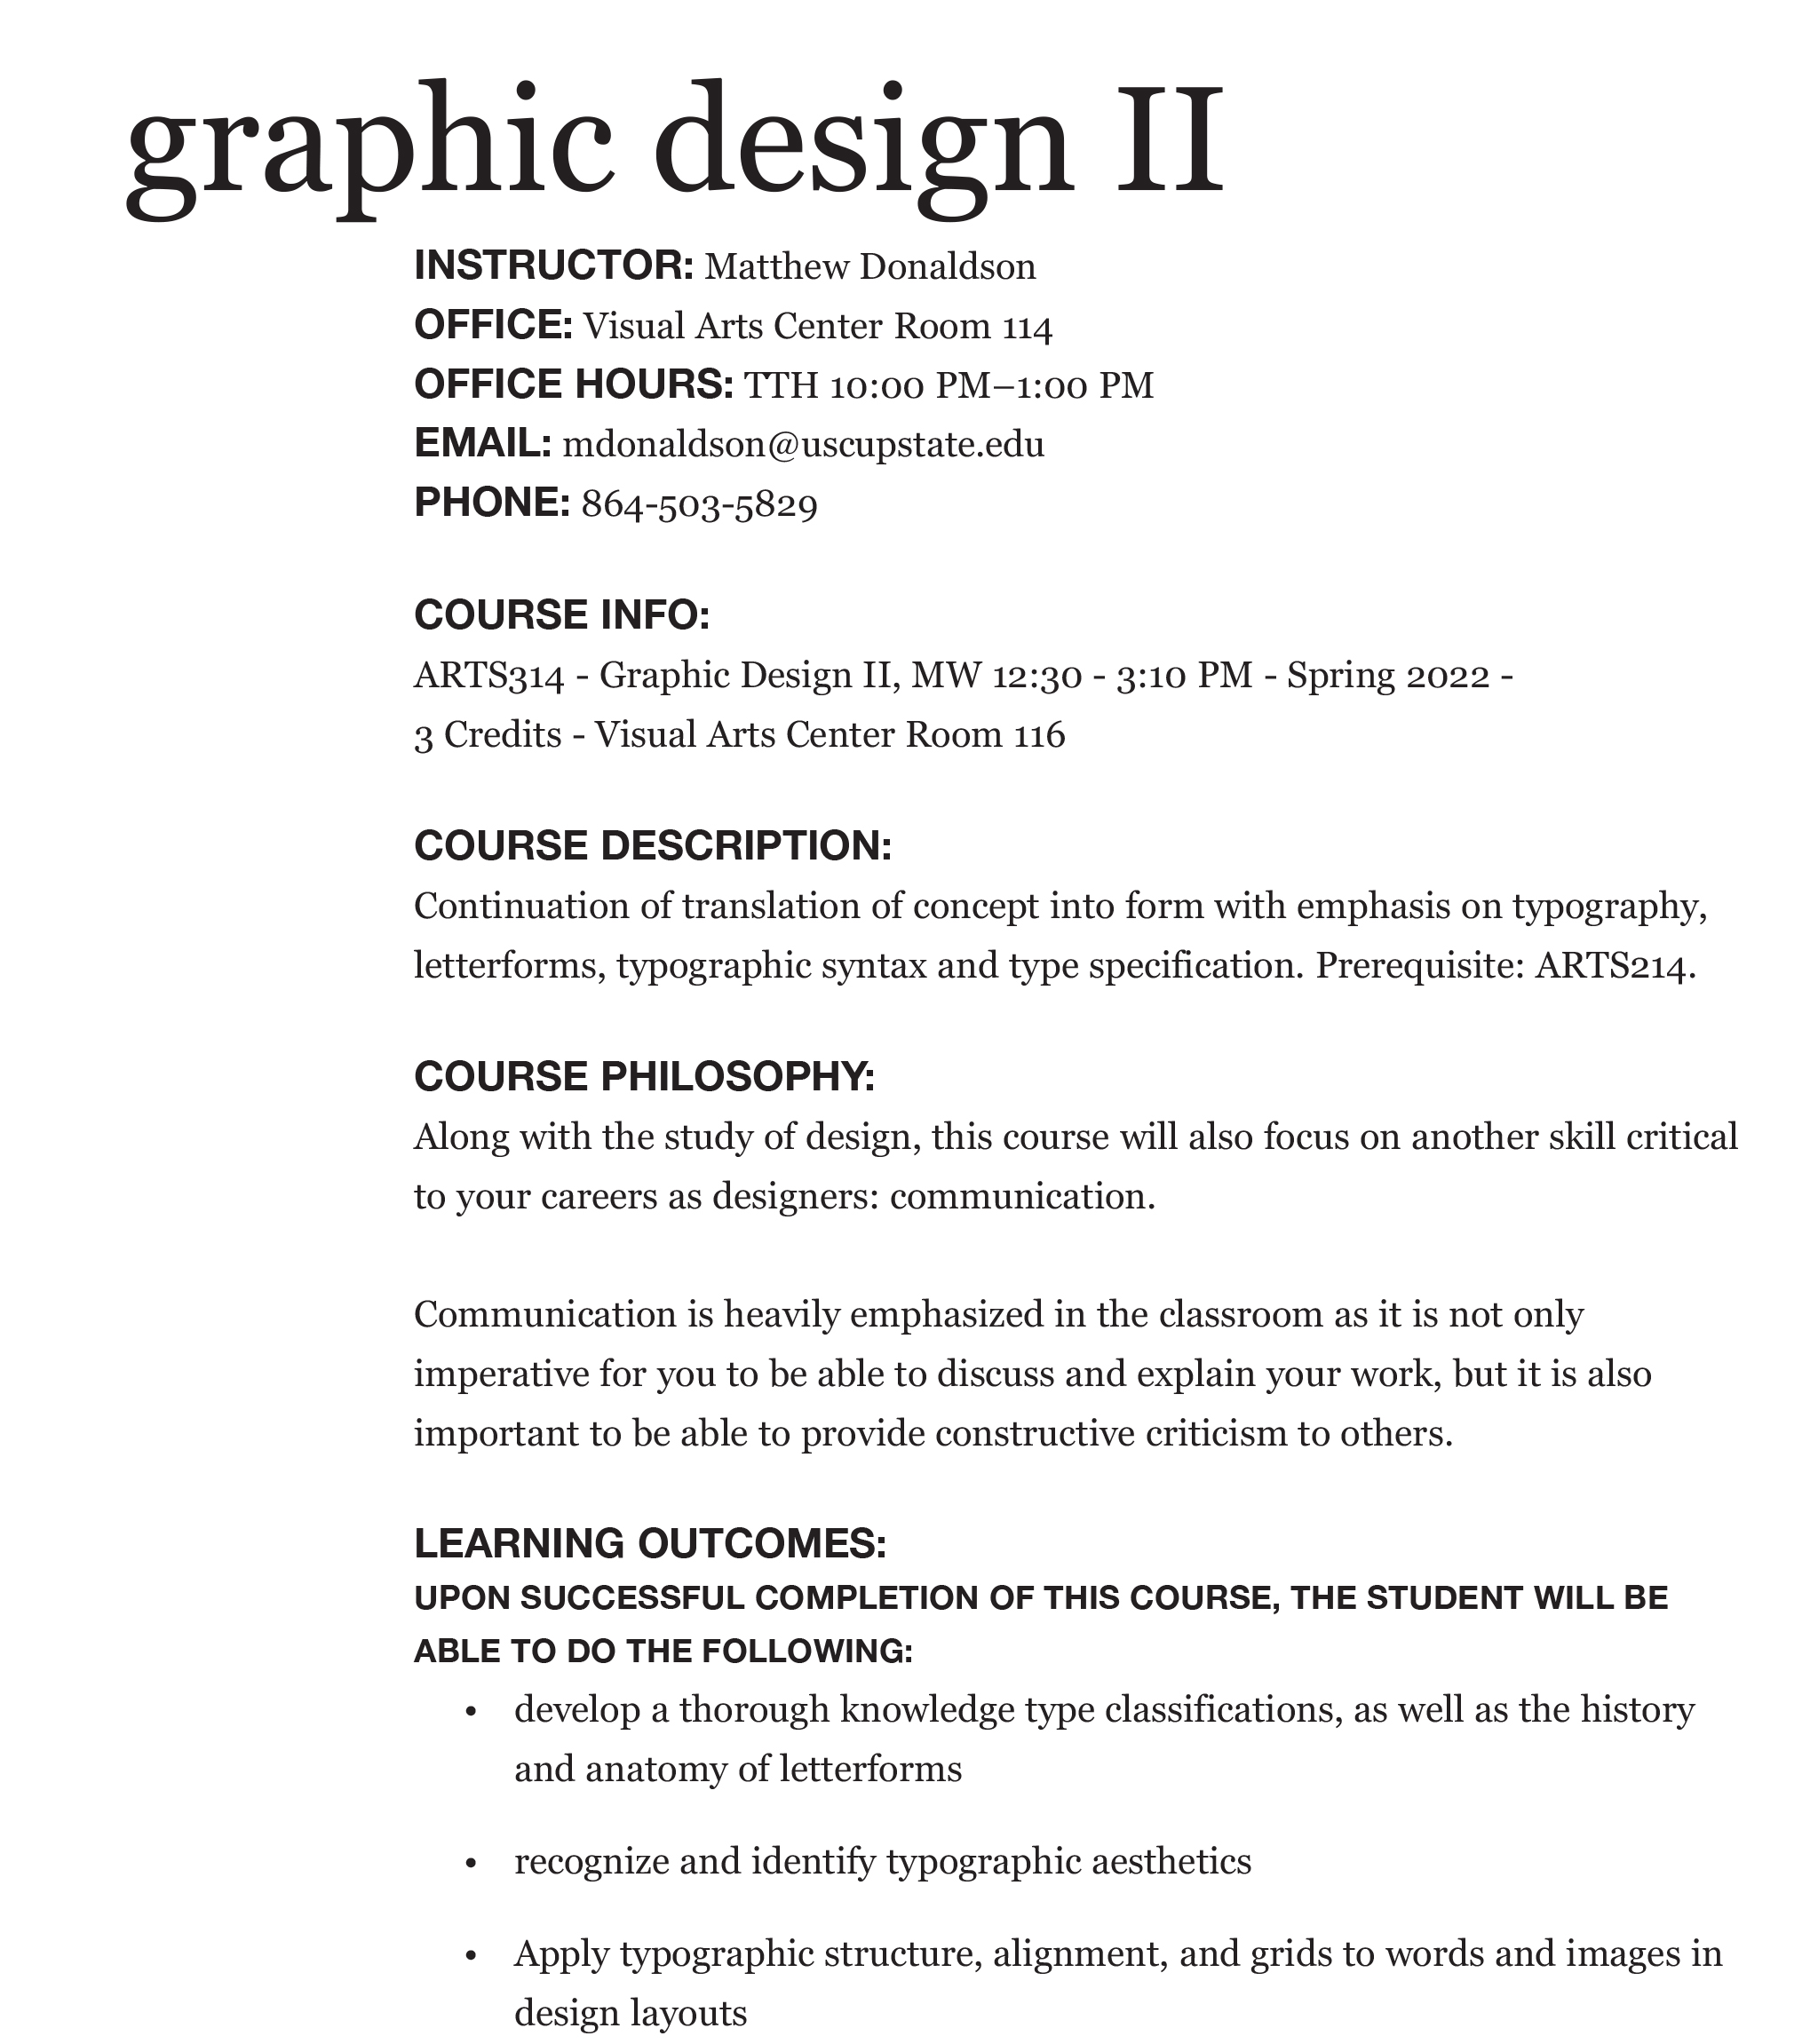 graphic design II
INSTRUCTOR: Matthew Donaldson
OFFICE: Visual Arts Center Room 114
OFFICE HOURS: TTH 10:00 PM–1:00 PM
EMAIL: mdonaldson@uscupstate.edu
PHONE: 864-503-5829
COURSE INFO:
ARTS314 - Graphic Design II, MW 12:30 - 3:10 PM - Spring 2022 -
3 Credits - Visual Arts Center Room 116
COURSE DESCRIPTION:
Continuation of translation of concept into form with emphasis on typography,
letterforms, typographic syntax and type specification. Prerequisite: ARTS214.
COURSE PHILOSOPHY:
Along with the study of design, this course will also focus on another skill critical
to your careers as designers: communication.
Communication is heavily emphasized in the classroom as it is not only
imperative for you to be able to discuss and explain your work, but it is also
important to be able to provide constructive criticism to others.
LEARNING OUTCOMES:
UPON SUCCESSFUL COMPLETION OF THIS COURSE, THE STUDENT WILL BE
ABLE TO DO THE FOLLOWING:
• develop a thorough knowledge type classifications, as well as the history
and anatomy of letterforms
• recognize and identify typographic aesthetics
• Apply typographic structure, alignment, and grids to words and images in
design layouts